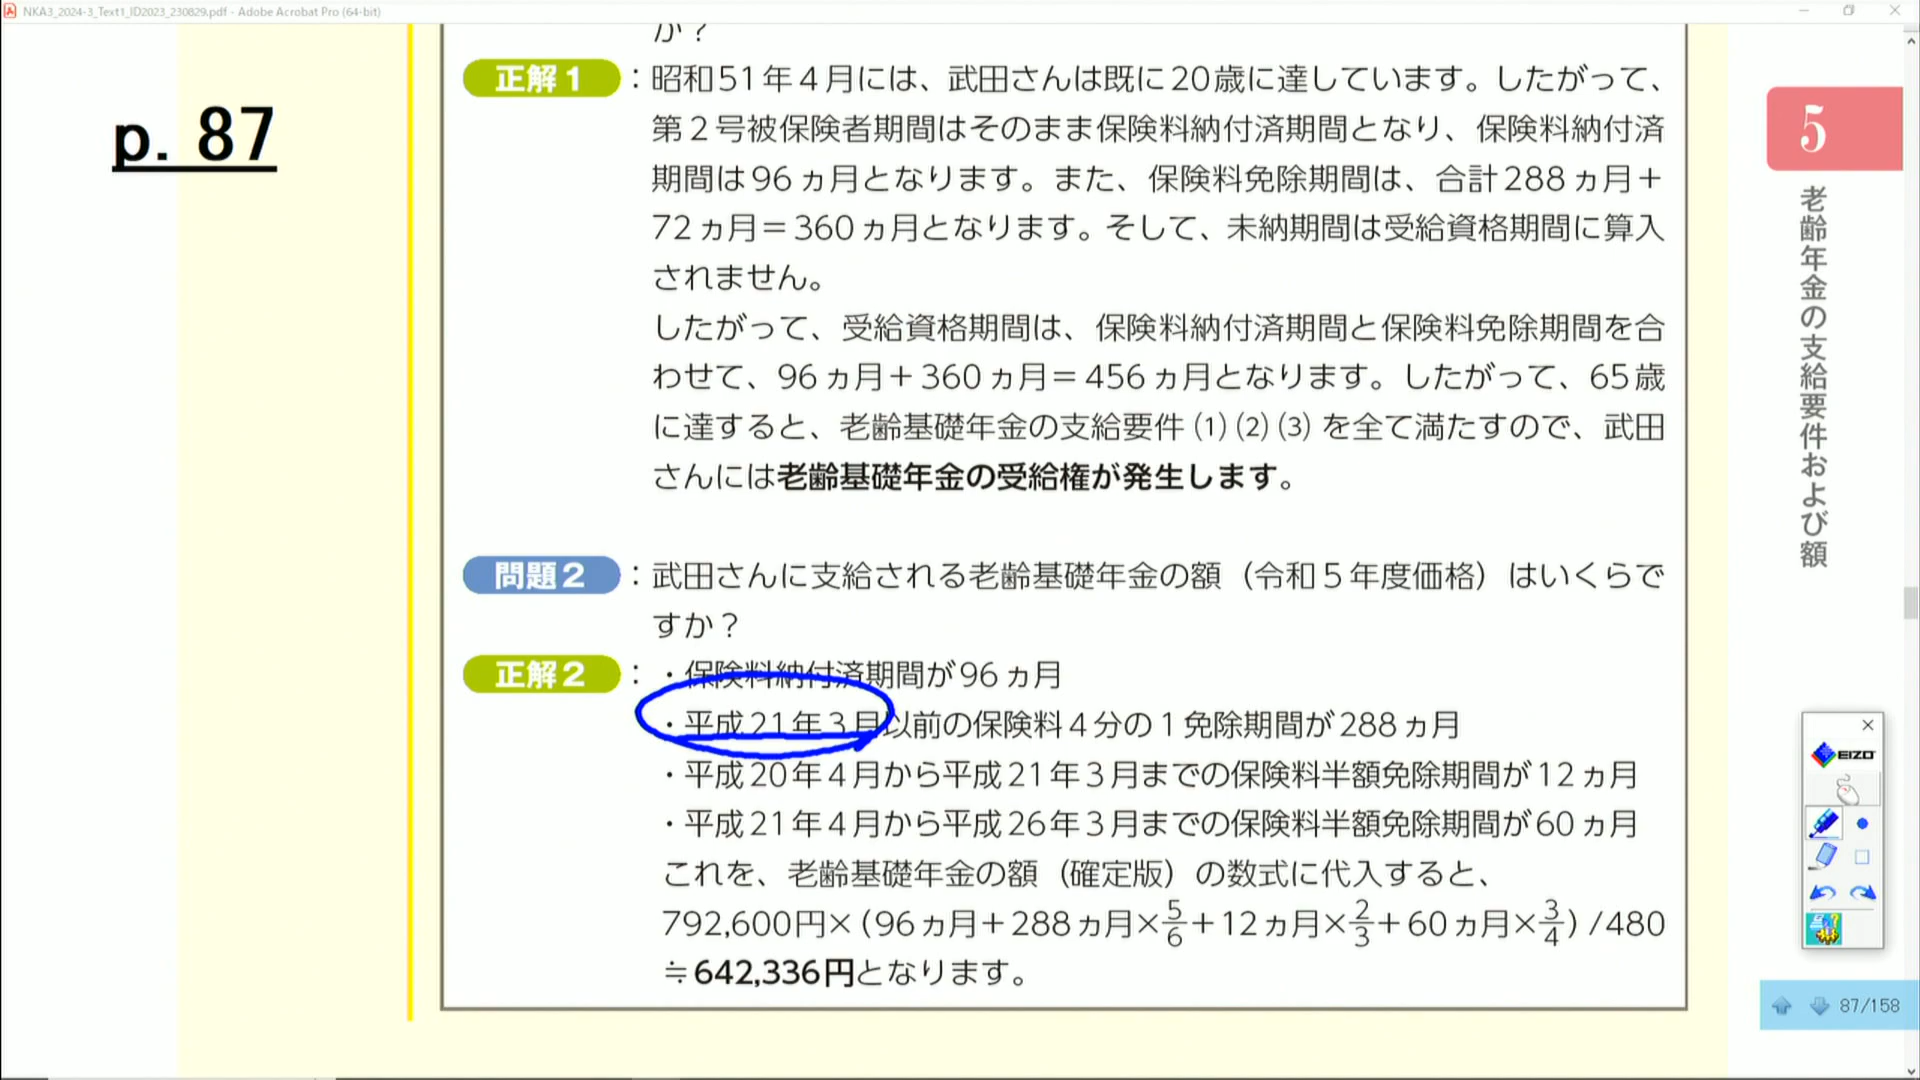 NKA3_2024-3_Text1_ID2023_230829.pdf - Adobe Acrobat Pro (64-bit)
p. 87
か？
正解1：昭和51年４月には、武田さんは既に20歳に達しています。したがって、
第２号被保険者期間はそのまま保険料納付済期間となり、保険料納付済
期間は96ヵ月となります。また、保険料免除期間は、合計288ヵ月＋
72ヵ月＝360ヵ月となります。そして、未納期間は受給資格期間に算入
されません。
したがって、受給資格期間は、保険料納付済期間と保険料免除期間を合
わせて、96ヵ月＋360ヵ月＝456ヵ月となります。したがって、65歳
に達すると、老齢基礎年金の支給要件(1)(2)(3)を全て満たすので、武田
さんには老齢基礎年金の受給権が発生します。
問題2：武田さんに支給される老齢基礎年金の額（令和５年度価格）はいくらで
すか？
正解2：・保険料納付済期間が96ヵ月
・平成21年３月以前の保険料４分の１免除期間が288ヵ月
・平成20年４月から平成21年３月までの保険料半額免除期間が12ヵ月
・平成21年４月から平成26年３月までの保険料半額免除期間が60ヵ月
これを、老齢基礎年金の額（確定版）の数式に代入すると、
792,600円×（96ヵ月＋288ヵ月×5/6＋12ヵ月×2/3＋60ヵ月×3/4）/480
≒642,336円となります。
5
老齢年金の支給要件および額
EIZO
87/158